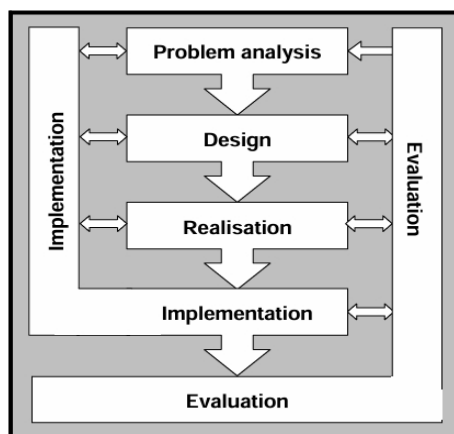 Problem analysis
Design
Realisation
Implementation
Evaluation
Implementation
Evaluation